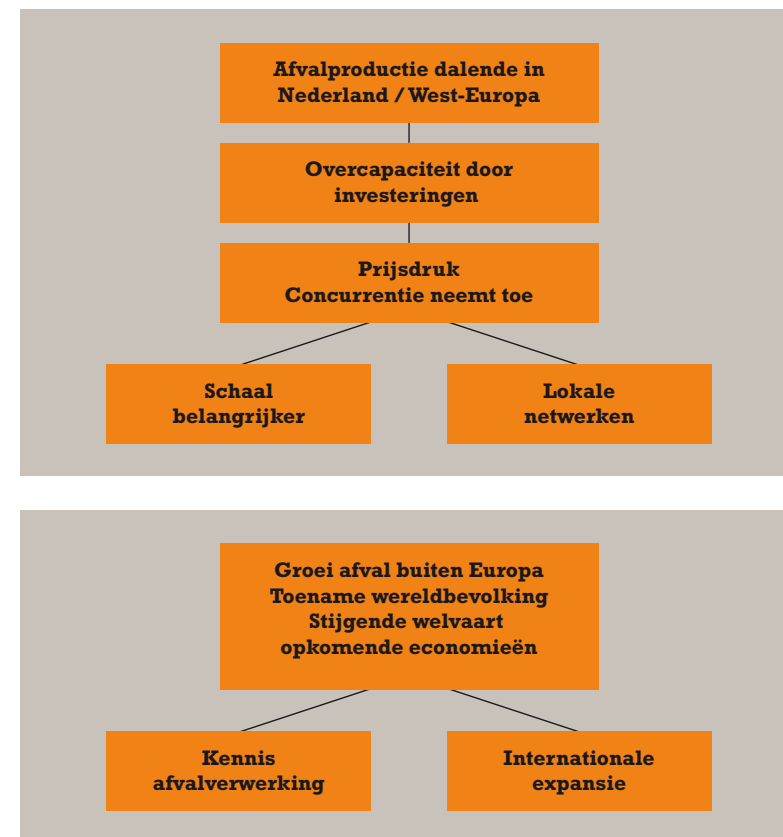 Afvalproductie dalende in
Nederland / West-Europa
Overcapaciteit door
investeringen
Prijsdruk
Concurrentie neemt toe
Schaal
belangrijker
Lokale
netwerken
Groei afval buiten Europa
Toename wereldbevolking
Stijgende welvaart
opkomende economieën
Kennis
afvalverwerking
Internationale
expansie